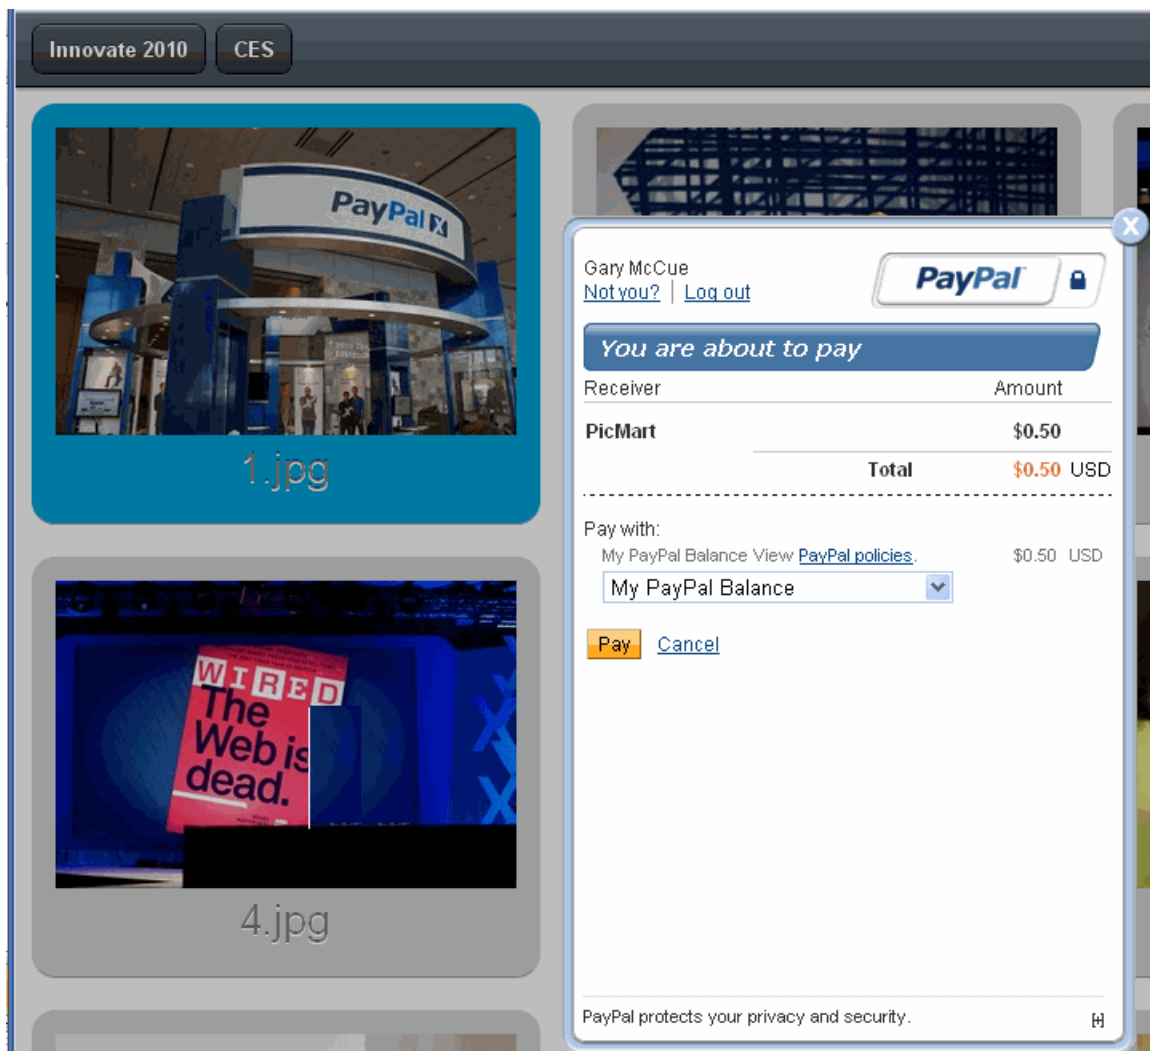 Innovate 2010
CES
PayPal X
1.jpg
WIRED
The
Web is
dead.
4.jpg
X
Gary McCue
Not you? | Log out
PayPal
You are about to pay
Receiver Amount
PicMart $0.50
Total $0.50 USD
Pay with:
My PayPal Balance View PayPal policies. $0.50 USD
My PayPal Balance
Pay Cancel
PayPal protects your privacy and security. [+]